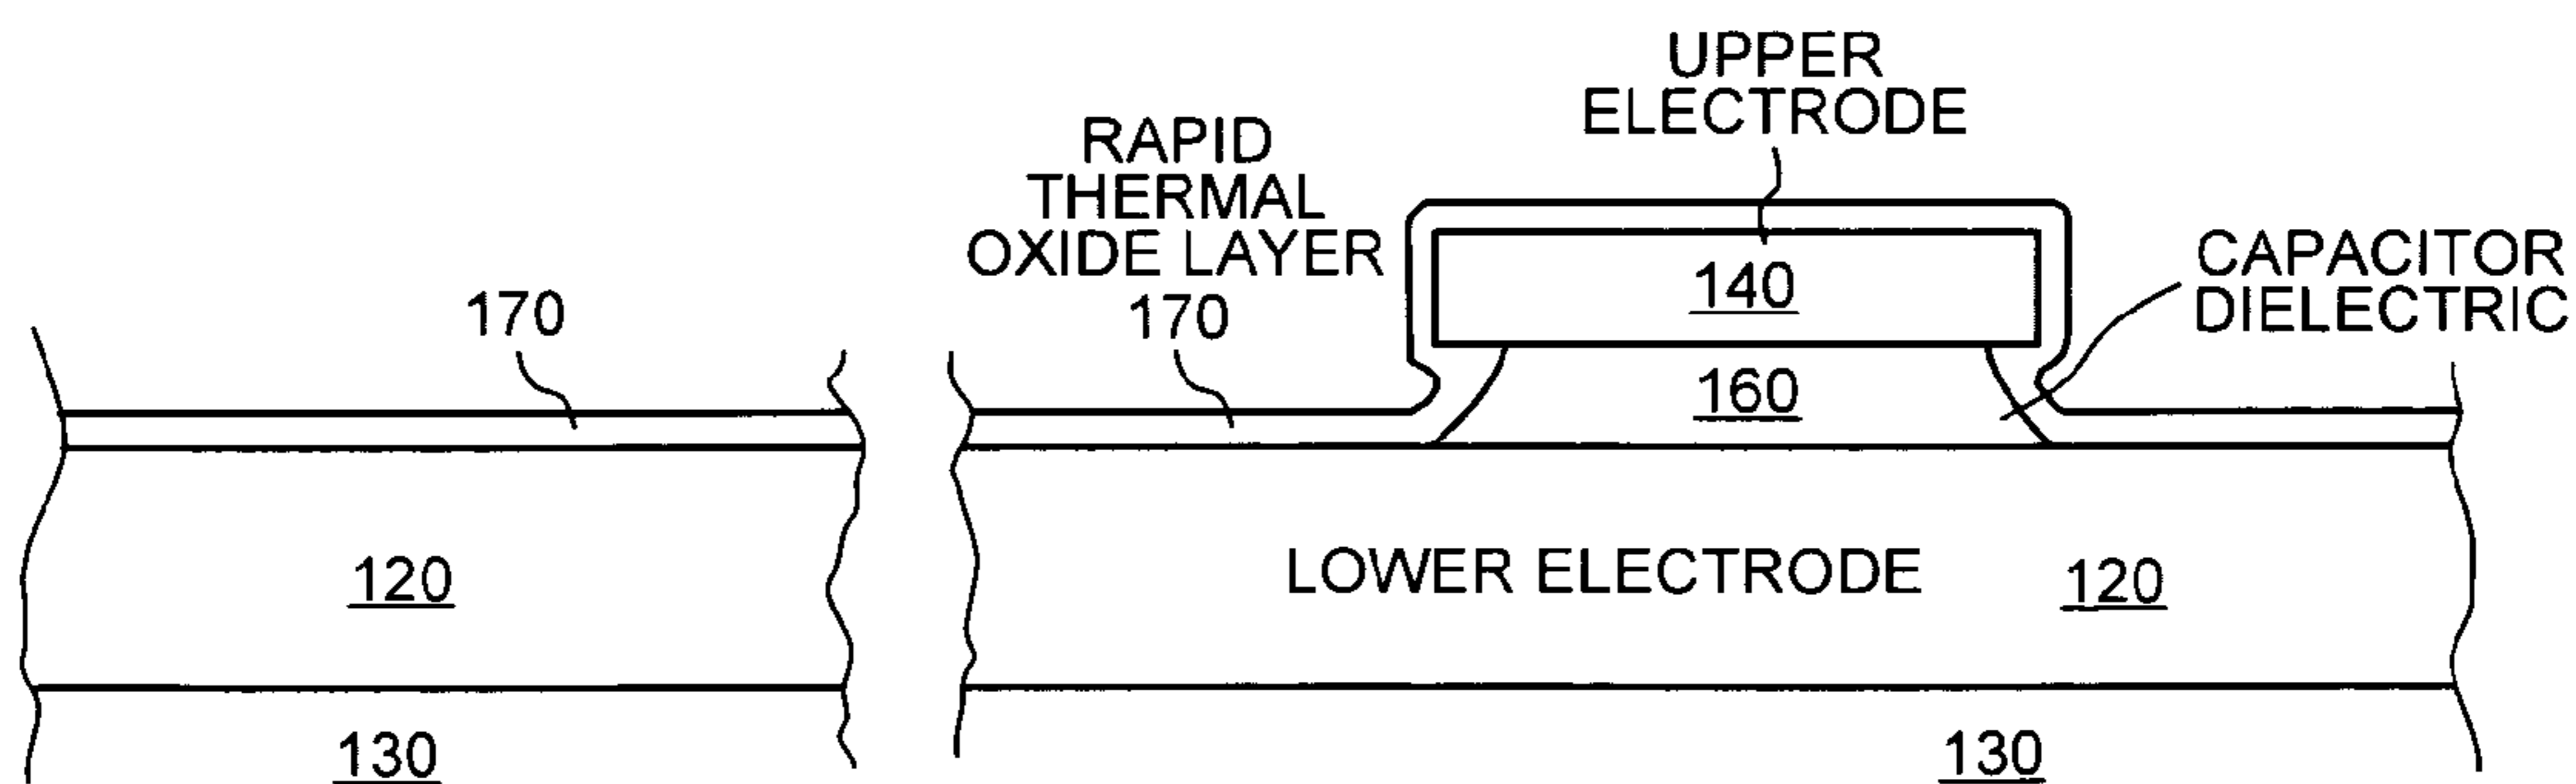 UPPER
ELECTRODE
RAPID
THERMAL
OXIDE LAYER
170
170
140
CAPACITOR
DIELECTRIC
160
120
LOWER ELECTRODE
120
130
130